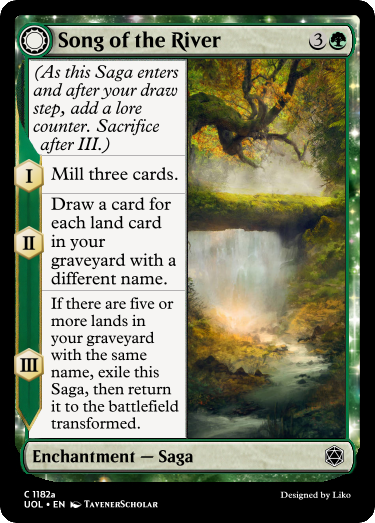 Song of the River 3
(As this Saga enters
and after your draw
step, add a lore
counter. Sacrifice
after III.)
I Mill three cards.
Draw a card for
each land card
II in your
graveyard with a
different name.
If there are five or
more lands in
your graveyard
with the same
III name, exile this
Saga, then return
it to the battlefield
transformed.
Enchantment — Saga
C 1182a
UOL • EN TavenerScholar
Designed by Liko